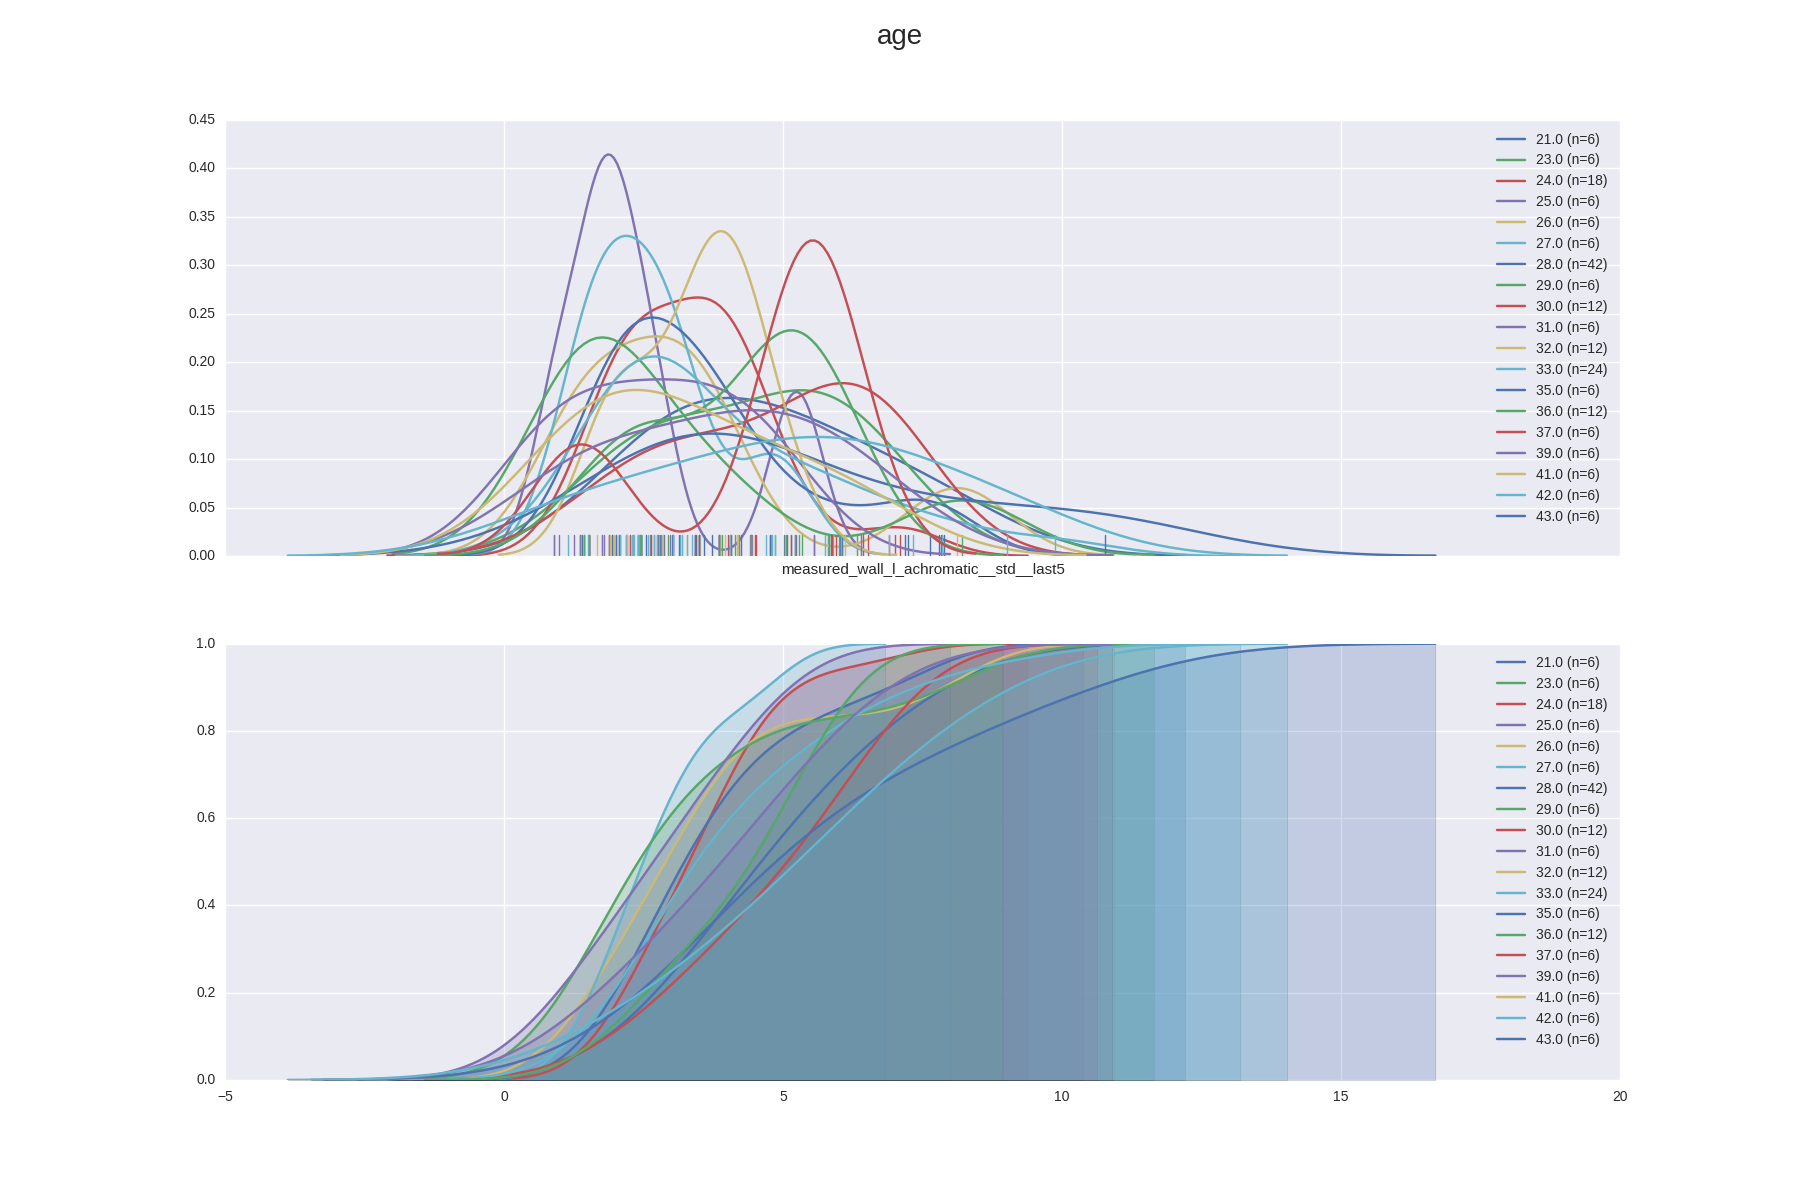 age
0.45
0.40
0.35
0.30
0.25
0.20
0.15
0.10
0.05
0.00
21.0 (n=6)
23.0 (n=6)
24.0 (n=18)
25.0 (n=6)
26.0 (n=6)
27.0 (n=6)
28.0 (n=42)
29.0 (n=6)
30.0 (n=12)
31.0 (n=6)
32.0 (n=12)
33.0 (n=24)
35.0 (n=6)
36.0 (n=12)
37.0 (n=6)
39.0 (n=6)
41.0 (n=6)
42.0 (n=6)
43.0 (n=6)
measured_wall_l_achromatic__std__last5
1.0
0.8
0.6
0.4
0.2
0.0
21.0 (n=6)
23.0 (n=6)
24.0 (n=18)
25.0 (n=6)
26.0 (n=6)
27.0 (n=6)
28.0 (n=42)
29.0 (n=6)
30.0 (n=12)
31.0 (n=6)
32.0 (n=12)
33.0 (n=24)
35.0 (n=6)
36.0 (n=12)
37.0 (n=6)
39.0 (n=6)
41.0 (n=6)
42.0 (n=6)
43.0 (n=6)
−5 0 5 10 15 20